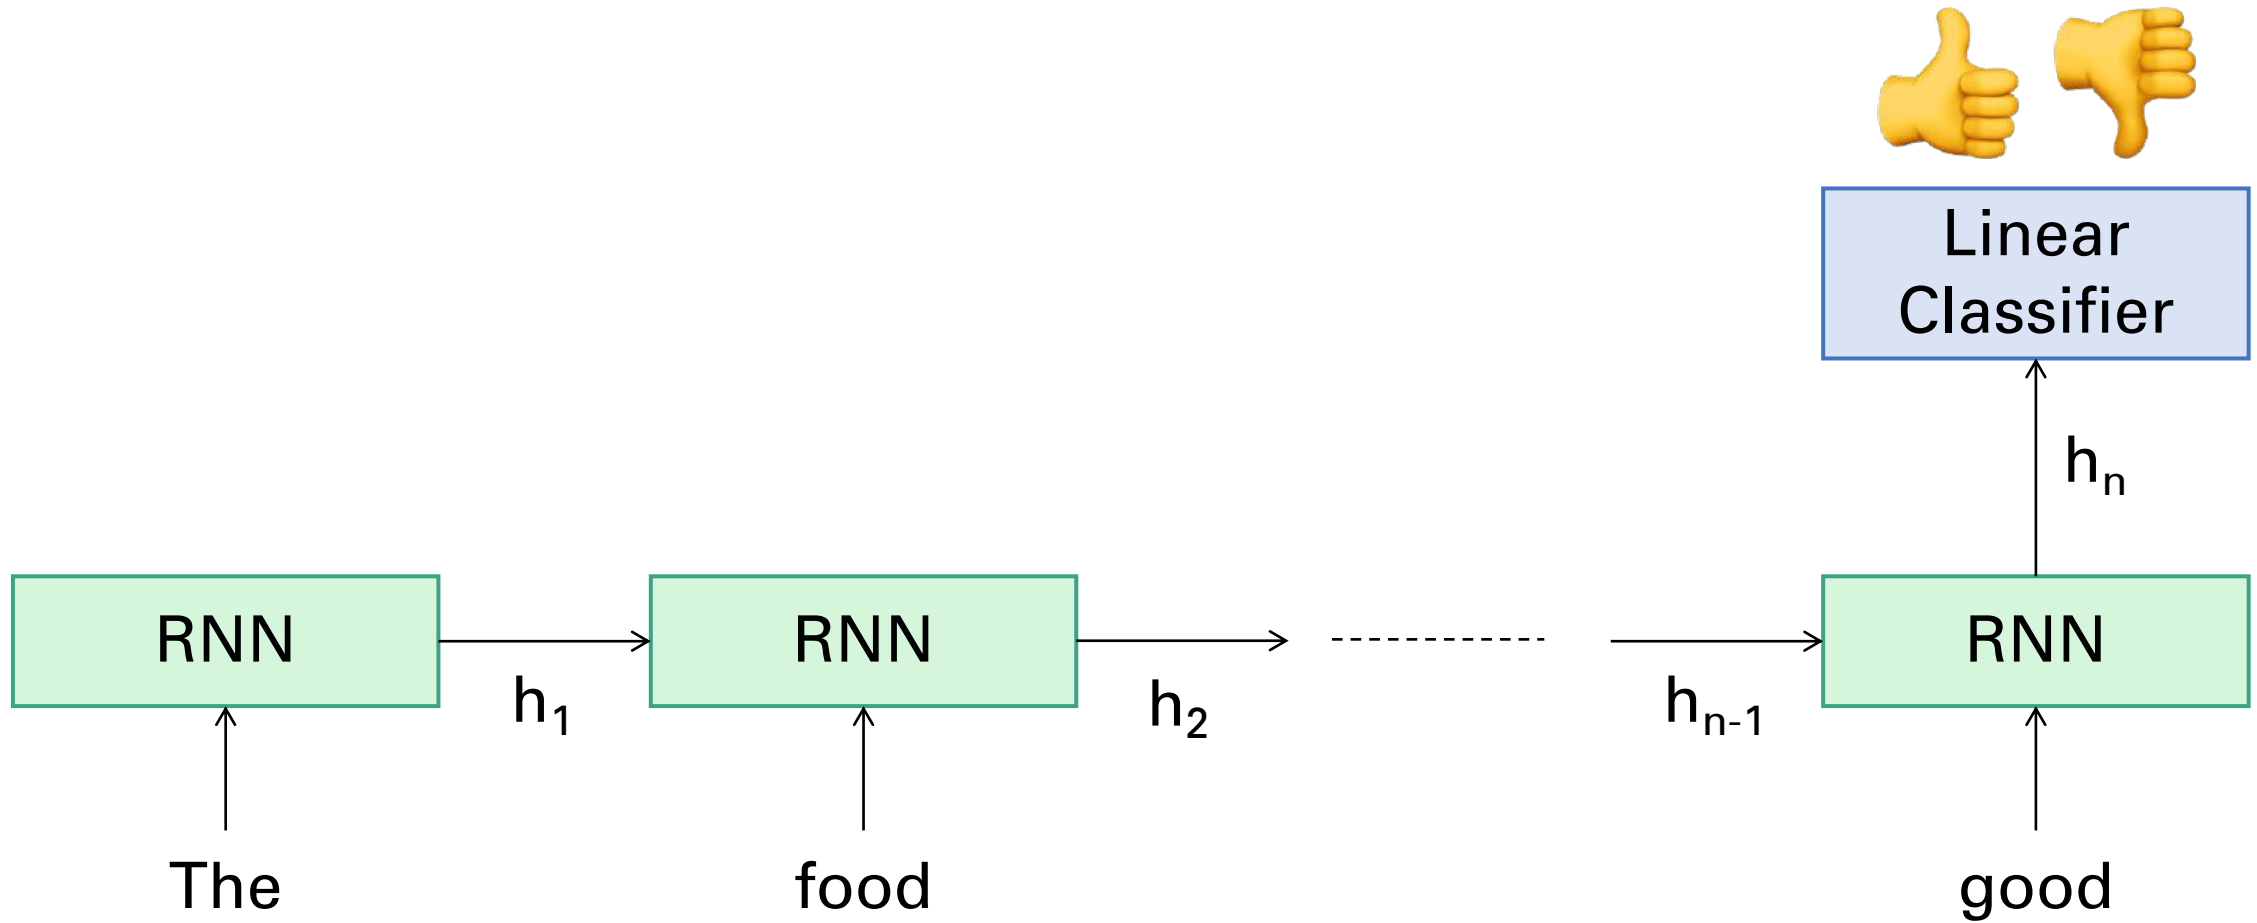 Linear
Classifier
hₙ
RNN
RNN
RNN
h₁
h₂
hₙ₋₁
The
food
good